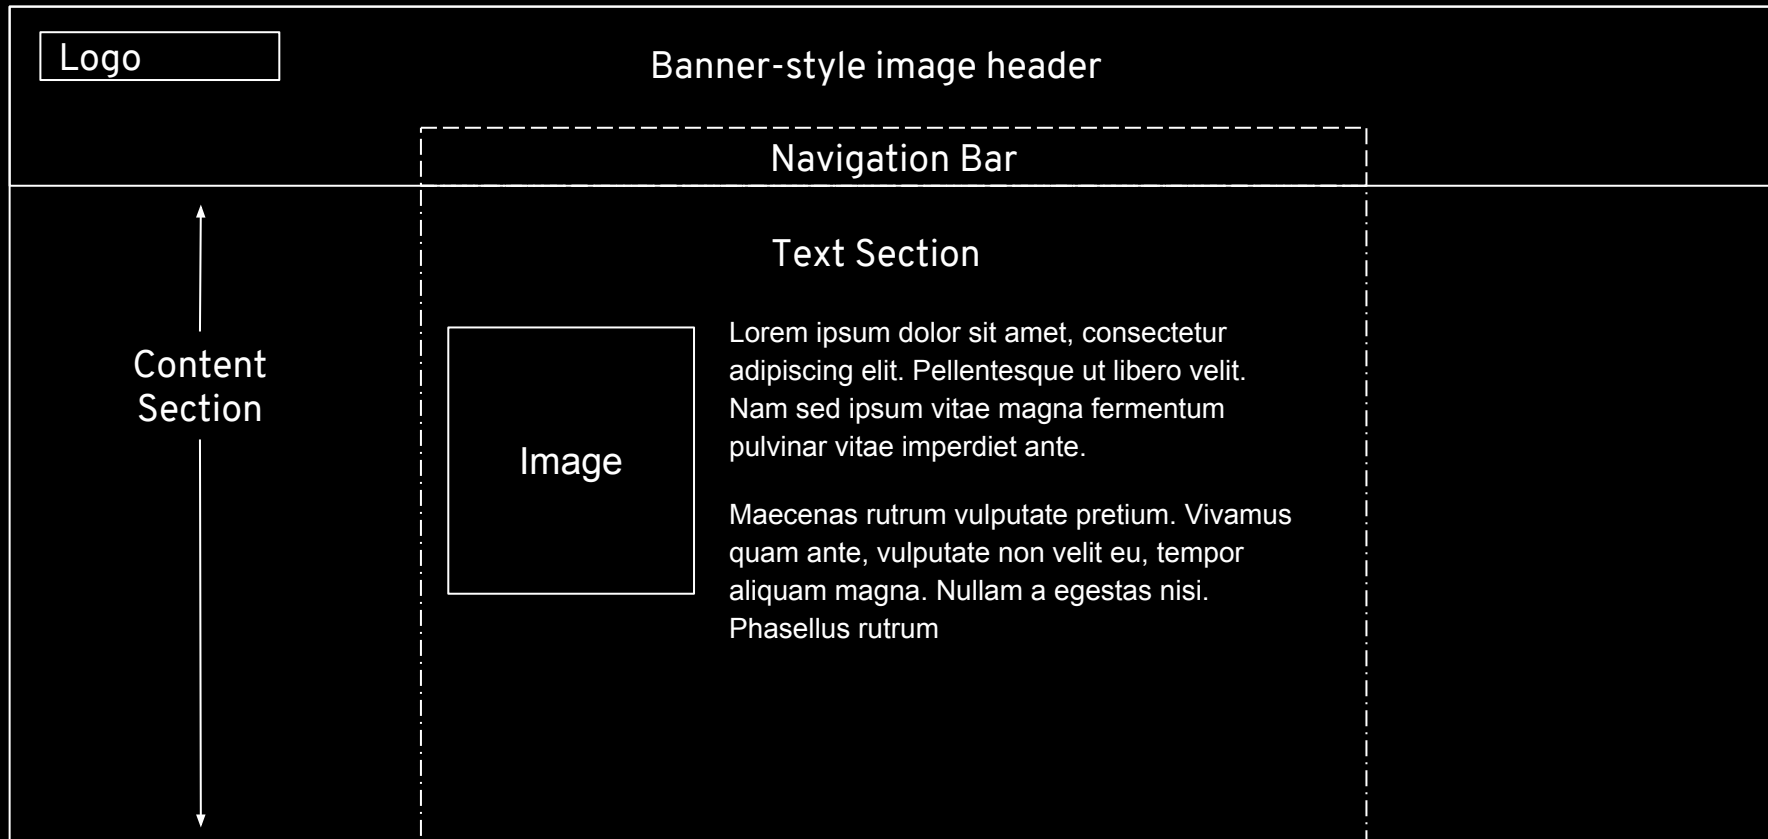 Logo
Banner-style image header
Navigation Bar
Text Section
Content
Section
Image
Lorem ipsum dolor sit amet, consectetur
adipiscing elit. Pellentesque ut libero velit.
Nam sed ipsum vitae magna fermentum
pulvinar vitae imperdiet ante.
Maecenas rutrum vulputate pretium. Vivamus
quam ante, vulputate non velit eu, tempor
aliquam magna. Nullam a egestas nisi.
Phasellus rutrum